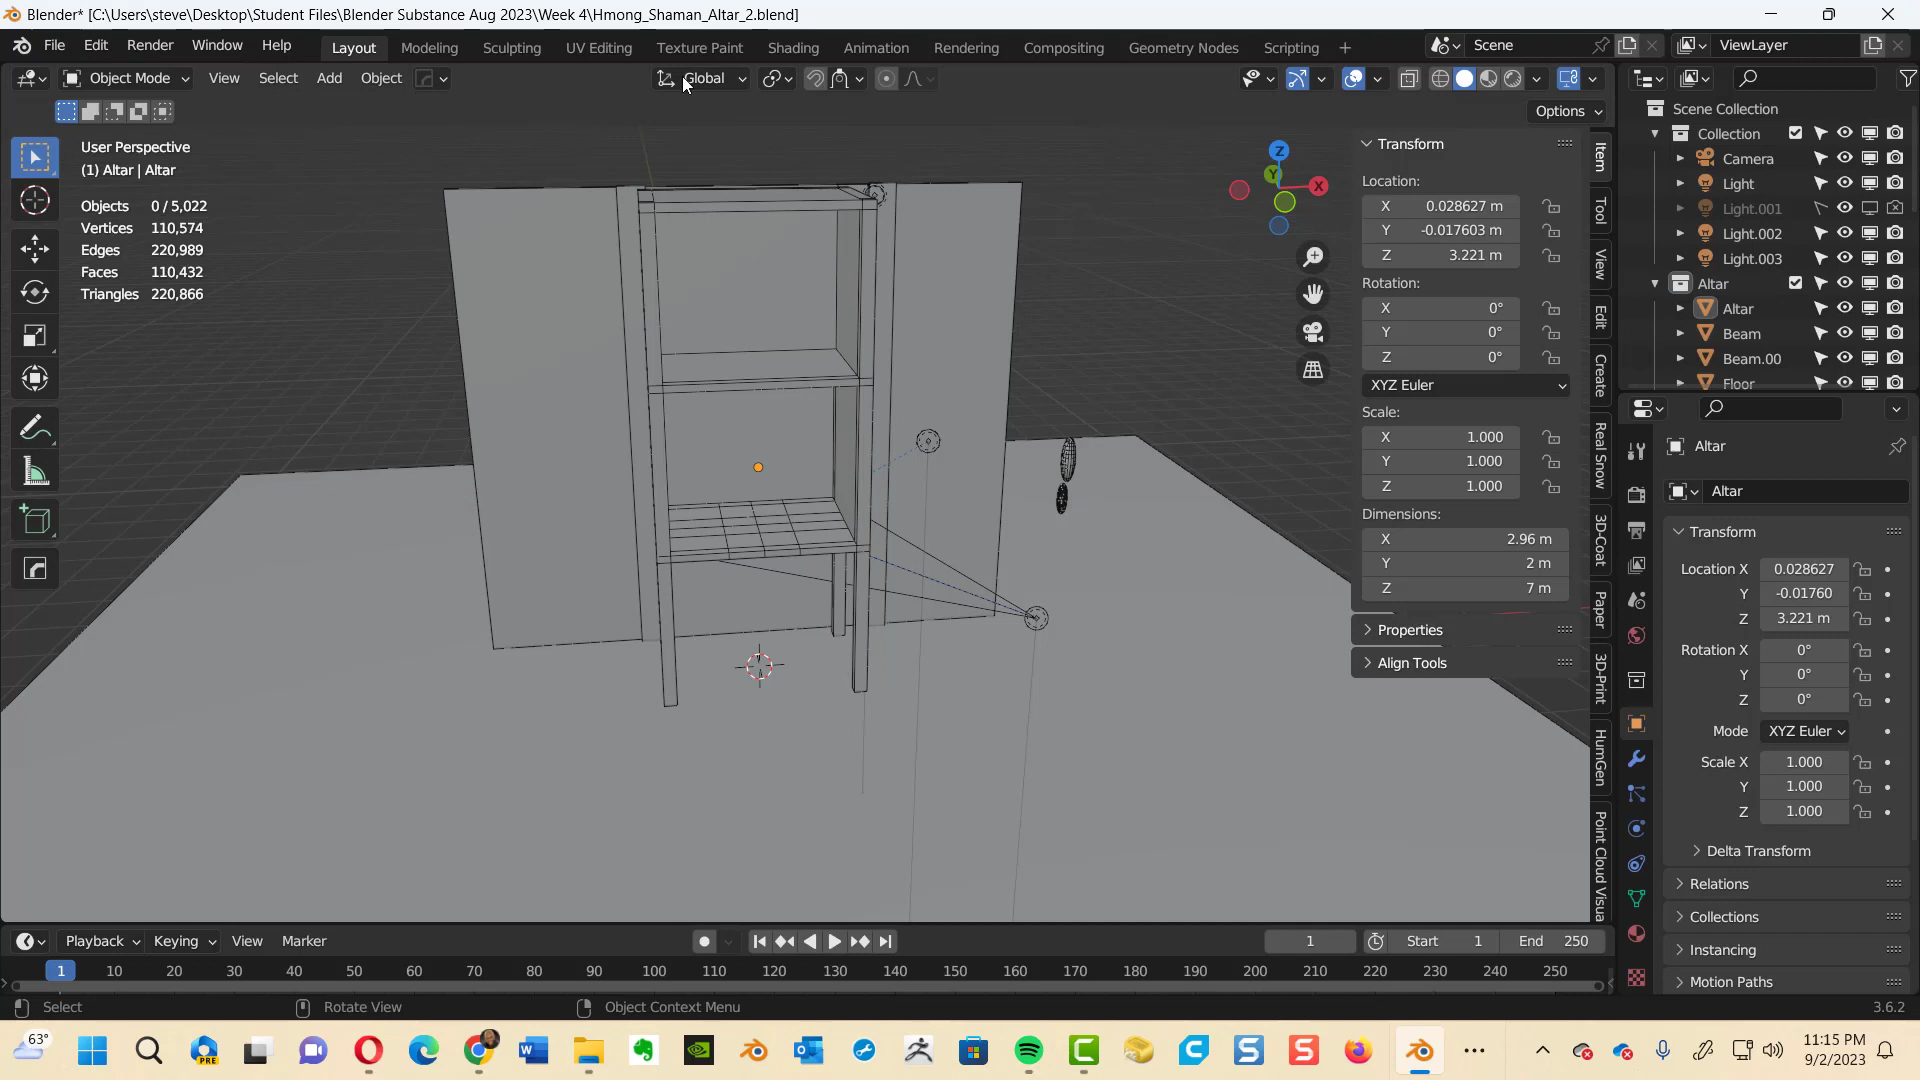 Blender* [C:\Users\steve\Desktop\Student Files\Blender Substance Aug 2023\Week 4\Hmong_Shaman_Altar_2.blend]
File Edit Render Window Help Layout Modeling Sculpting UV Editing Texture Paint Shading Animation Rendering Compositing Geometry Nodes Scripting + Scene ViewLayer
Object Mode View Select Add Object Global
Options
User Perspective
(1) Altar | Altar
Objects 0 / 5,022
Vertices 110,574
Edges 220,989
Faces 110,432
Triangles 220,866
Z
Y
X
Transform
Location:
X 0.028627 m
Y -0.017603 m
Z 3.221 m
Rotation:
X 0°
Y 0°
Z 0°
XYZ Euler
Scale:
X 1.000
Y 1.000
Z 1.000
Dimensions:
X 2.96 m
Y 2 m
Z 7 m
Properties
Align Tools
Item
Tool
View
Edit
Create
Real Snow
3D-Coat
Paper
3D-Print
HumGen
Point Cloud Visua
Scene Collection
Collection
Camera
Light
Light.001
Light.002
Light.003
Altar
Altar
Beam
Beam.00
Floor
Altar
Altar
Transform
Location X 0.028627
Y -0.01760
Z 3.221 m
Rotation X 0°
Y 0°
Z 0°
Mode XYZ Euler
Scale X 1.000
Y 1.000
Z 1.000
Delta Transform
Relations
Collections
Instancing
Motion Paths
Playback Keying View Marker 1 Start 1 End 250
1 10 20 30 40 50 60 70 80 90 100 110 120 130 140 150 160 170 180 190 200 210 220 230 240 250
Select Rotate View Object Context Menu 3.6.2
63°
PRE
11:15 PM
9/2/2023